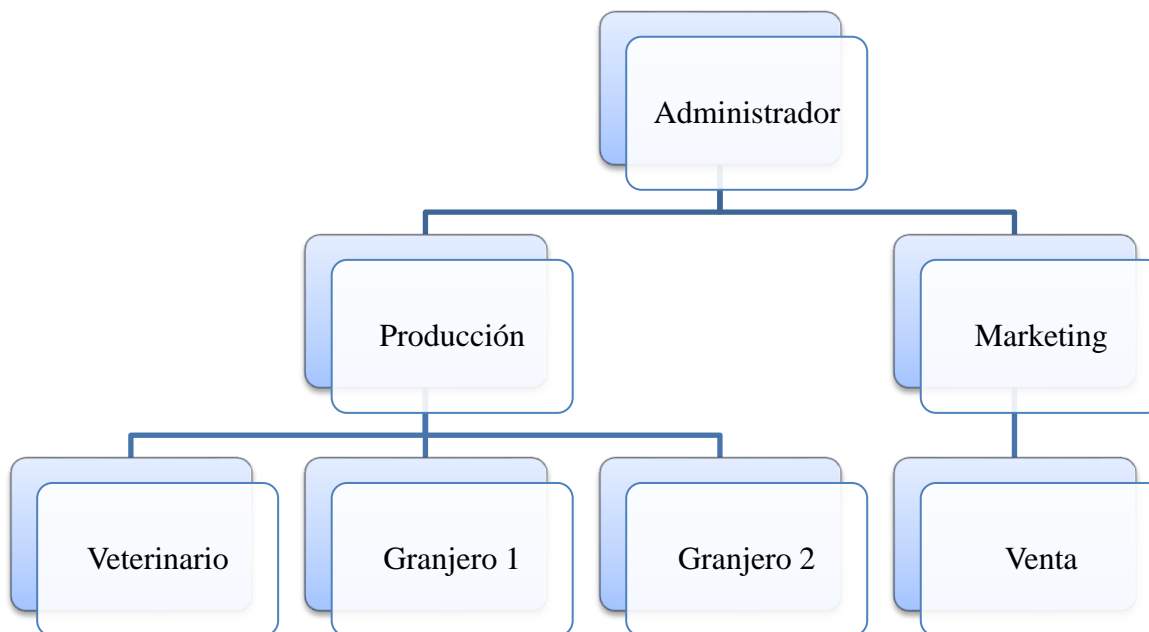 Administrador
Producción
Marketing
Veterinario
Granjero 1
Granjero 2
Venta